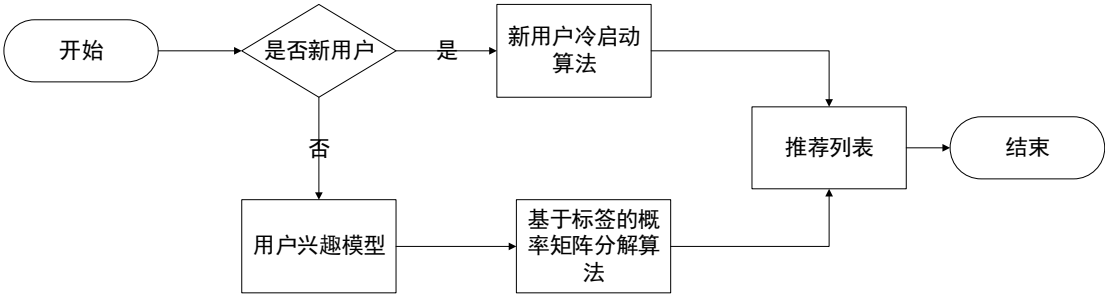 开始
是否新用户
是
新用户冷启动
算法
否
推荐列表
结束
用户兴趣模型
基于标签的概
率矩阵分解算
法